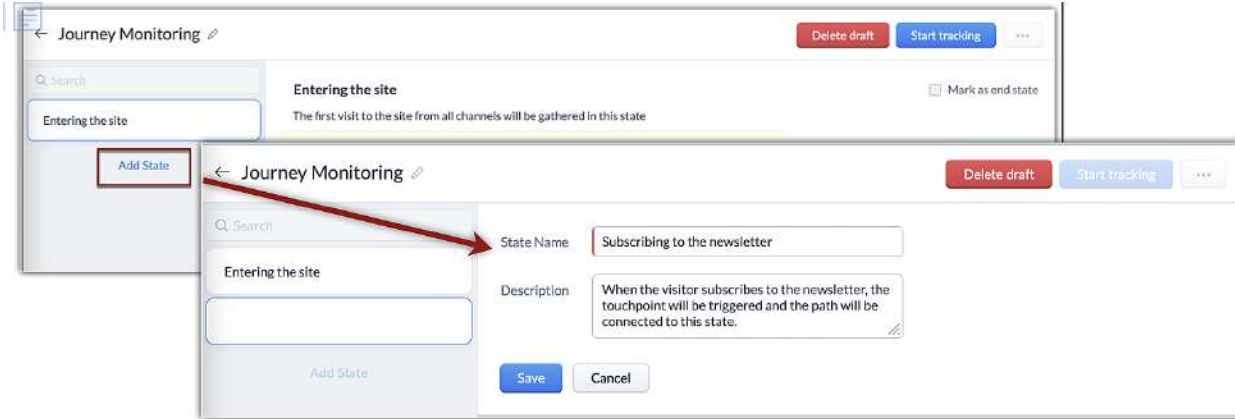 Journey Monitoring
Delete draft
Start tracking
Search
Entering the site
Mark as end state
Entering the site
The first visit to the site from all channels will be gathered in this state
Add State
Journey Monitoring
Delete draft
Start tracking
Search
State Name
Subscribing to the newsletter
Entering the site
Description
When the visitor subscribes to the newsletter, the
touchpoint will be triggered and the path will be
connected to this state.
Add State
Save
Cancel